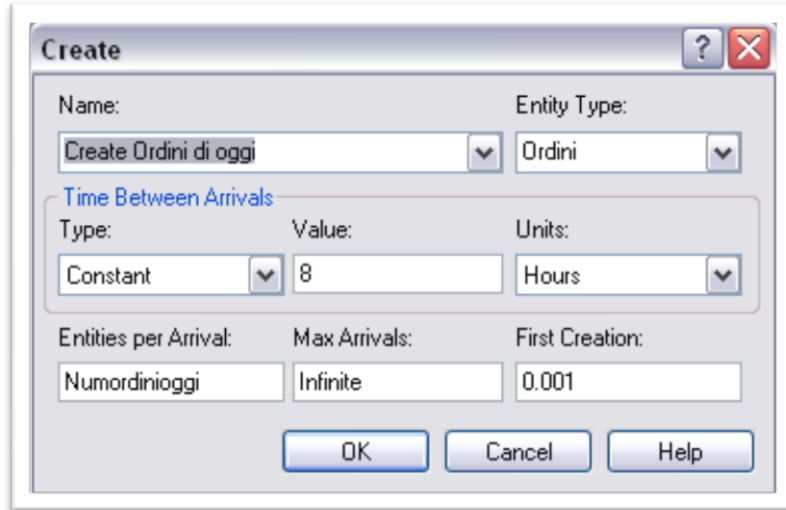 Create
Name: Entity Type:
Create Ordini di oggi Ordini
Time Between Arrivals
Type: Value: Units:
Constant 8 Hours
Entities per Arrival: Max Arrivals: First Creation:
Numordinioggi Infinite 0.001
OK Cancel Help